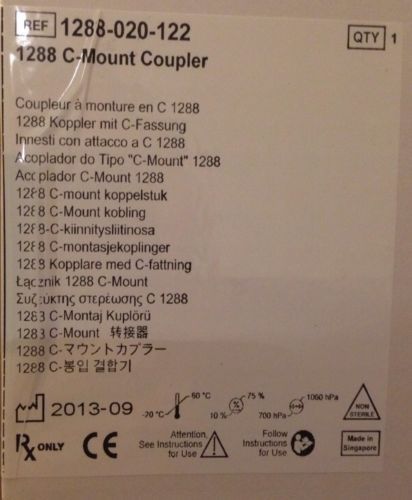 REF 1288-020-122
QTY 1
1288 C-Mount Coupler
Coupleur à monture en C 1288
1288 Koppler mit C-Fassung
Innesti con attacco a C 1288
Acoplador do Tipo "C-Mount" 1288
Acoplador C-Mount 1288
1288 C-mount koppelstuk
1288 C-Mount kobling
1288-C-kiinnitysliitinosa
1288 C-montasjekoplinger
1288 Kopplare med C-fattning
Łącznik 1288 C-Mount
Συζεύκτης στερέωσης C 1288
1288 C-Montaj Kuplörü
1288 C-Mount 转接器
1288 C-マウントカプラー
1288 C-봉입 결합기
2013-09
-20 °C 60 °C
10 % 75 %
700 hPa 1060 hPa
NON STERILE
Rx ONLY
CE
Attention,
See Instructions
for Use
Follow
Instructions
for Use
Made in
Singapore